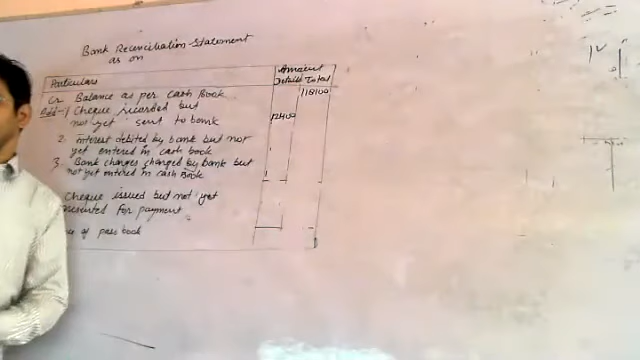 Bank Reconciliation Statement
as on
Particulars Amount
Details Total
Cr. Balance as per Cash Book 118100
Add-1 Cheque recorded but
not yet sent to bank 12400
2. interest debited by bank but not
yet entered in cash book
3. Bank charges charged by bank but
not yet entered in cash Book
Cheque issued but not yet
for payment
of pass book